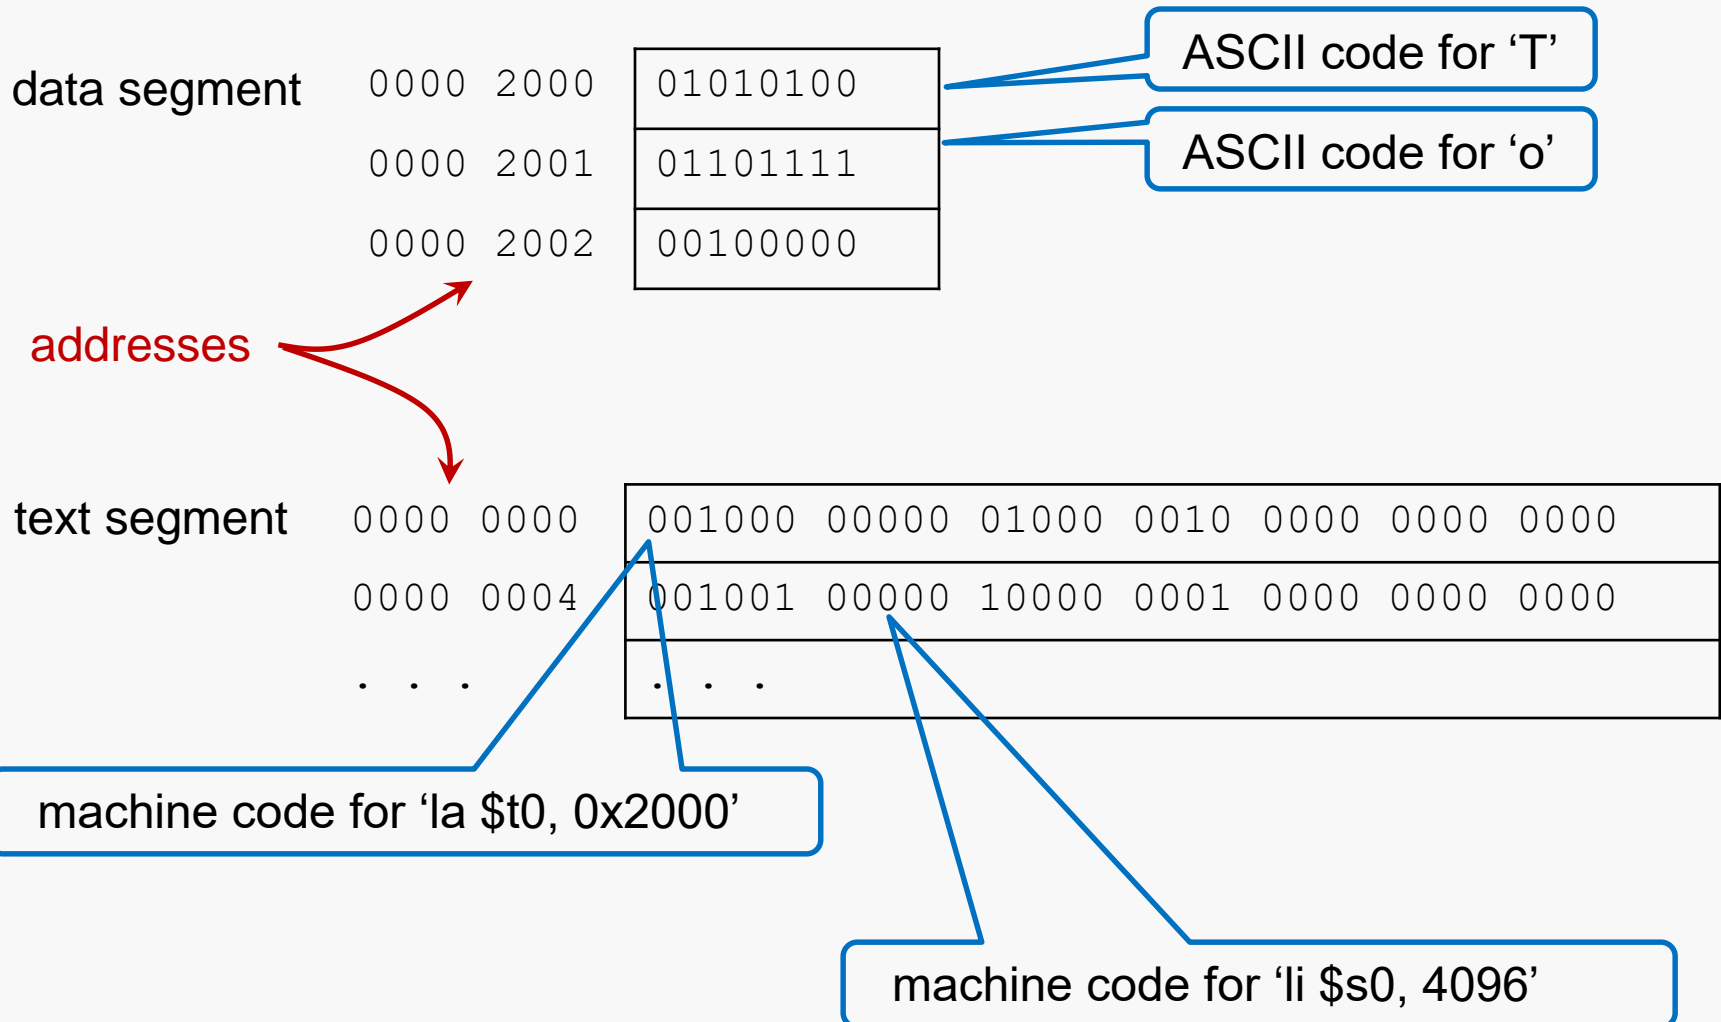 data segment 0000 2000 01010100 ASCII code for ‘T’
0000 2001 01101111 ASCII code for ‘o’
0000 2002 00100000
addresses
text segment 0000 0000 001000 00000 01000 0010 0000 0000 0000
0000 0004 001001 00000 10000 0001 0000 0000 0000
. . . . . .
machine code for ‘la $t0, 0x2000’
machine code for ‘li $s0, 4096’